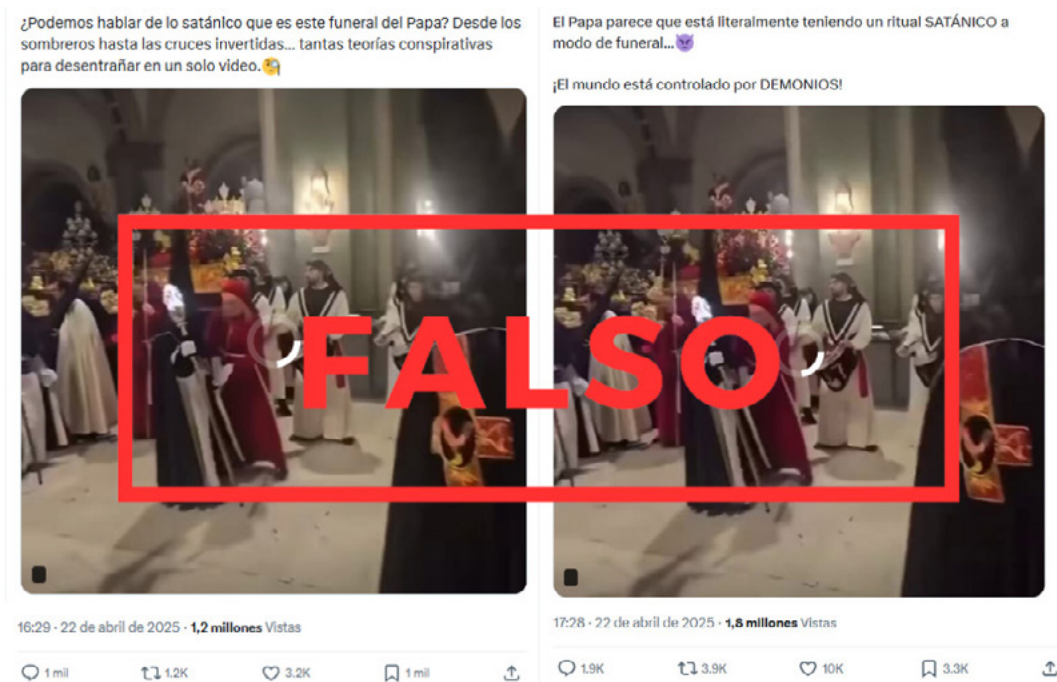 ¿Podemos hablar de lo satánico que es este funeral del Papa? Desde los
sombreros hasta las cruces invertidas... tantas teorías conspirativas
para desentrañar en un solo video.🧐
16:29 · 22 de abril de 2025 · 1,2 millones Vistas
1 mil 1.2K 3.2K 1 mil
El Papa parece que está literalmente teniendo un ritual SATÁNICO a
modo de funeral...😈
¡El mundo está controlado por DEMONIOS!
17:28 · 22 de abril de 2025 · 1,8 millones Vistas
1.9K 3.9K 10K 3.3K
FALSO